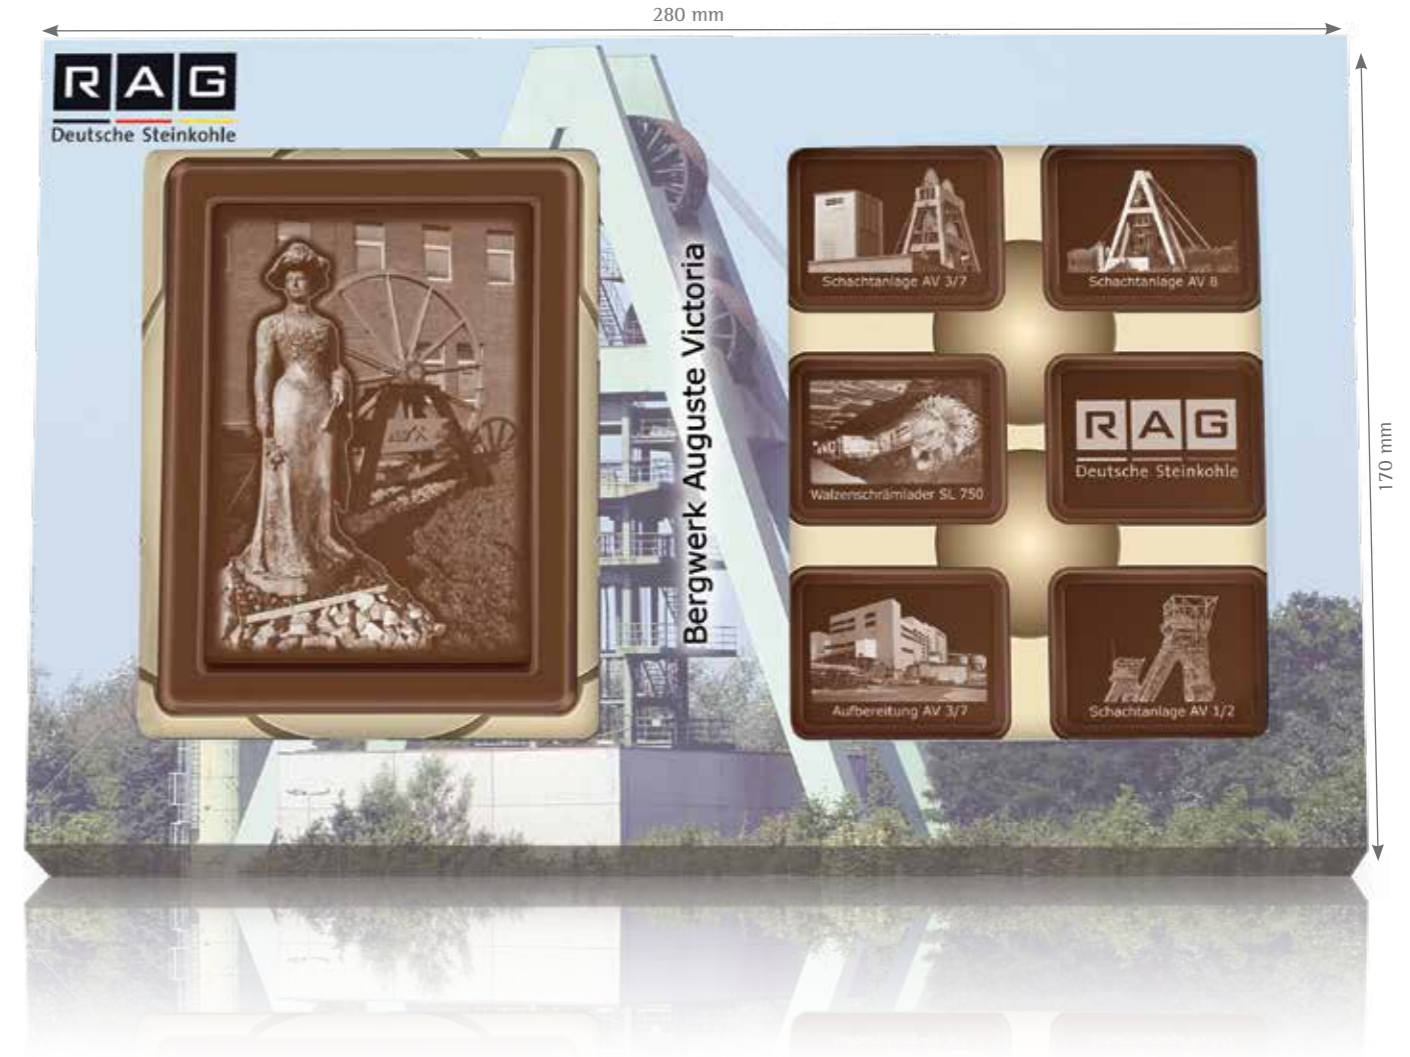 280 mm
RAG
Deutsche Steinkohle
Bergwerk Auguste Victoria
Schachtanlage AV 3/7
Schachtanlage AV 8
Walzenschrämlader SL 750
RAG
Deutsche Steinkohle
Aufbereitung AV 3/7
Schachtanlage AV 1/2
170 mm